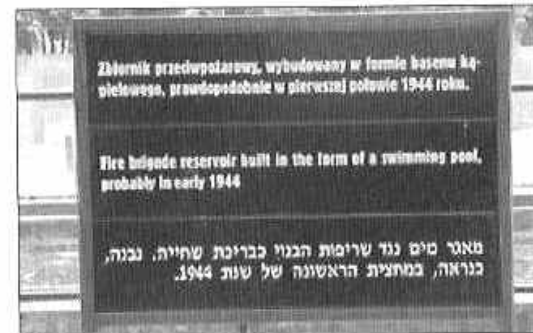 Zbiornik przeciwpożarowy, wybudowany w formie basenu ką-
pielowego, prawdopodobnie w pierwszej połowie 1944 roku.
Fire brigade reservoir built in the form of a swimming pool,
probably in early 1944
מאגר מים נגד שריפות הבנוי כבריכת שחייה. נבנה,
כנראה, במחצית הראשונה של שנת 1944.